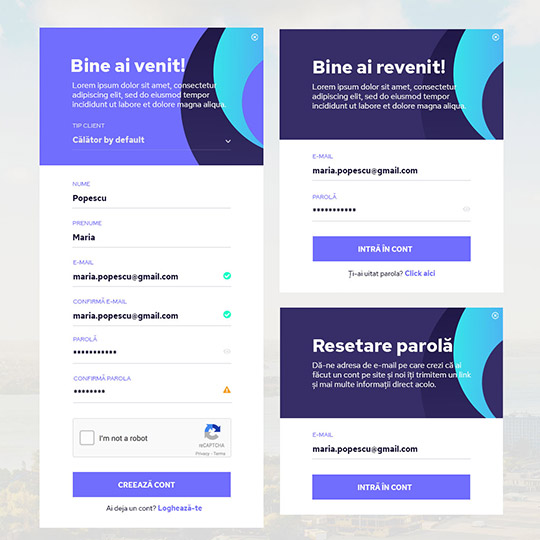 Bine ai venit!
Lorem ipsum dolor sit amet, consectetur
adipiscing elit, sed do eiusmod tempor
incididunt ut labore et dolore magna aliqua.
TIP CLIENT
Călător by default
NUME
Popescu
PRENUME
Maria
E-MAIL
maria.popescu@gmail.com
CONFIRMĂ E-MAIL
maria.popescu@gmail.com
PAROLĂ
•••••••••••
CONFIRMĂ PAROLA
••••••••
I'm not a robot
reCAPTCHA
Privacy - Terms
CREEAZĂ CONT
Ai deja un cont? Loghează-te
Bine ai revenit!
Lorem ipsum dolor sit amet, consectetur
adipiscing elit, sed do eiusmod tempor
incididunt ut labore et dolore magna aliqua.
E-MAIL
maria.popescu@gmail.com
PAROLĂ
•••••••••••
INTRĂ ÎN CONT
Ți-ai uitat parola? Click aici
Resetare parolă
Dă-ne adresa de e-mail pe care crezi că ai
făcut un cont pe site și noi îți trimitem un link
și mai multe informații direct acolo.
E-MAIL
maria.popescu@gmail.com
INTRĂ ÎN CONT